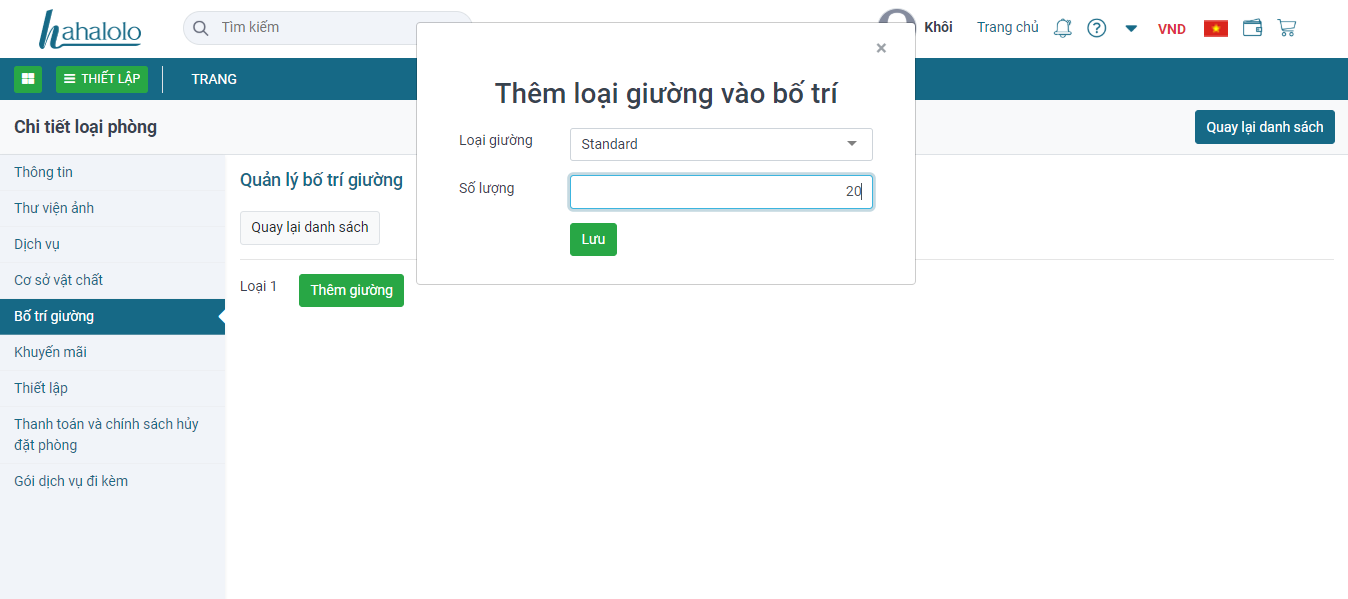 hahalolo
Tìm kiếm
Khôi
Trang chủ
?
VND
THIẾT LẬP
TRANG
Chi tiết loại phòng
Quay lại danh sách
Thông tin
Thư viện ảnh
Dịch vụ
Cơ sở vật chất
Bố trí giường
Khuyến mãi
Thiết lập
Thanh toán và chính sách hủy
đặt phòng
Gói dịch vụ đi kèm
Quản lý bố trí giường
Quay lại danh sách
Loại 1
Thêm giường
×
Thêm loại giường vào bố trí
Loại giường
Standard
Số lượng
20
Lưu